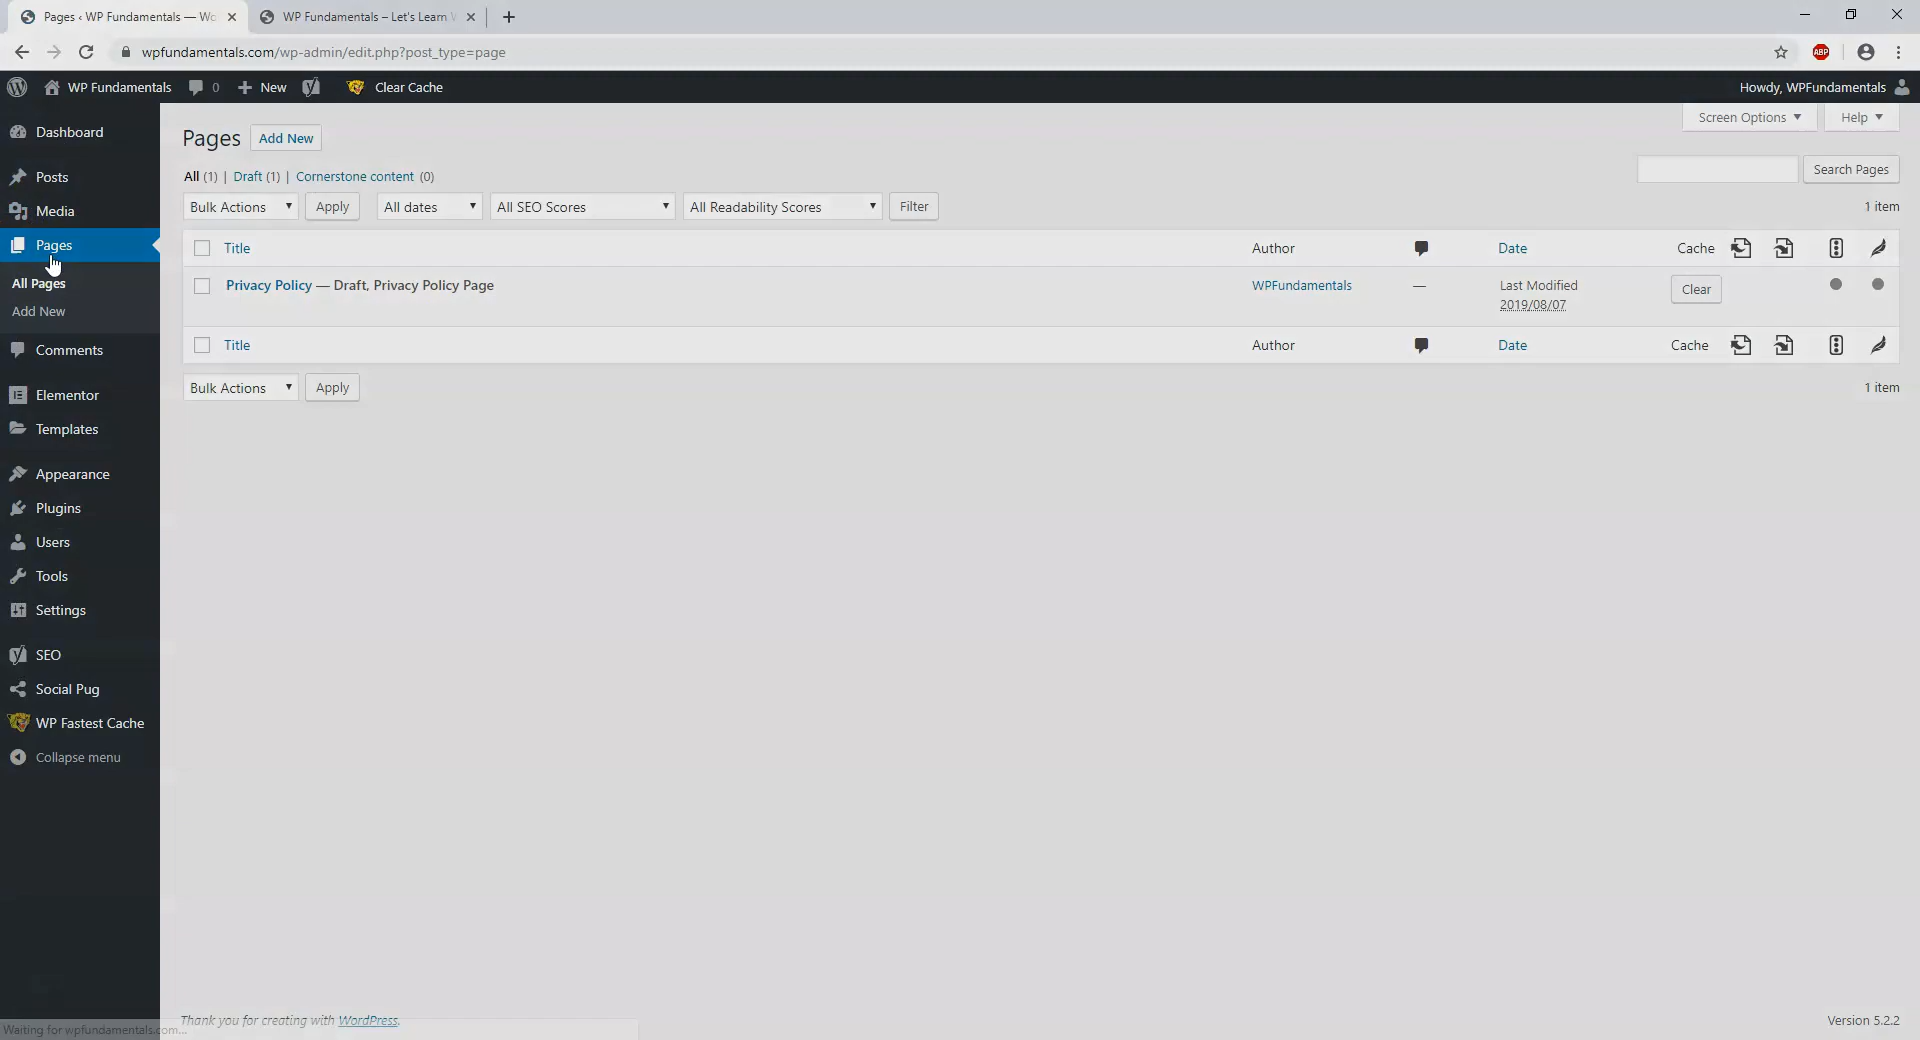 Pages ‹ WP Fundamentals — Wo
WP Fundamentals – Let's Learn W
wpfundamentals.com/wp-admin/edit.php?post_type=page
ABP
WP Fundamentals
0
New
Clear Cache
Howdy, WPFundamentals
Dashboard
Posts
Media
Pages
All Pages
Add New
Comments
Elementor
Templates
Appearance
Plugins
Users
Tools
Settings
SEO
Social Pug
WP Fastest Cache
Collapse menu
Waiting for wpfundamentals.com...
Screen Options
Help
Pages Add New
All (1) | Draft (1) | Cornerstone content (0)
Search Pages
Bulk Actions Apply All dates All SEO Scores All Readability Scores Filter
1 item
Title Author Date Cache
Privacy Policy — Draft, Privacy Policy Page WPFundamentals — Last Modified
2019/08/07
Clear
Title Author Date Cache
Bulk Actions Apply
1 item
Thank you for creating with WordPress.
Version 5.2.2